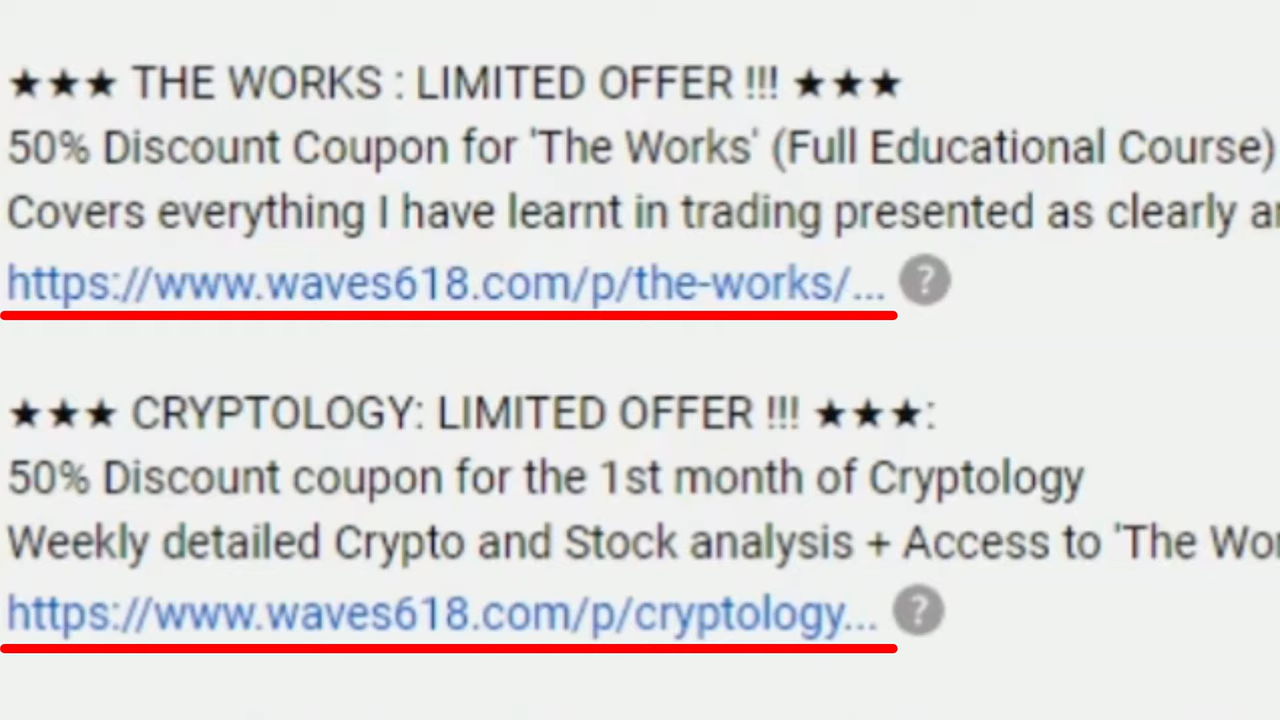 ★★★ THE WORKS : LIMITED OFFER !!! ★★★
50% Discount Coupon for 'The Works' (Full Educational Course)
Covers everything I have learnt in trading presented as clearly
https://www.waves618.com/p/the-works/... ?
★★★ CRYPTOLOGY: LIMITED OFFER !!! ★★★:
50% Discount coupon for the 1st month of Cryptology
Weekly detailed Crypto and Stock analysis + Access to 'The
https://www.waves618.com/p/cryptology... ?